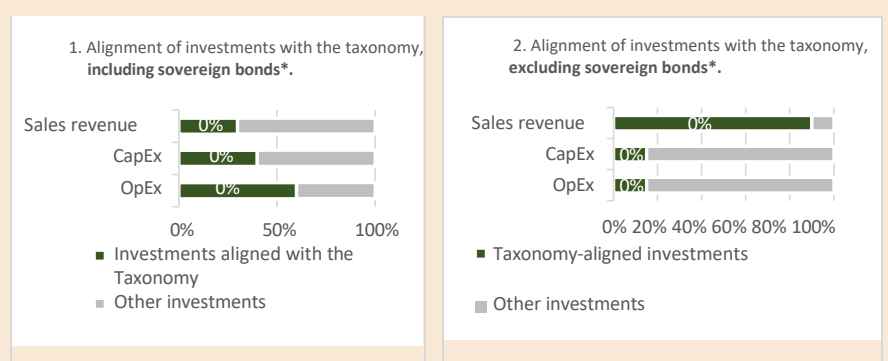 1. Alignment of investments with the taxonomy,
including sovereign bonds*.
Sales revenue
0%
CapEx
0%
OpEx
0%
0% 50% 100%
Investments aligned with the
Taxonomy
Other investments
2. Alignment of investments with the taxonomy,
excluding sovereign bonds*.
Sales revenue
0%
CapEx
0%
OpEx
0%
0% 20% 40% 60% 80% 100%
Taxonomy-aligned investments
Other investments